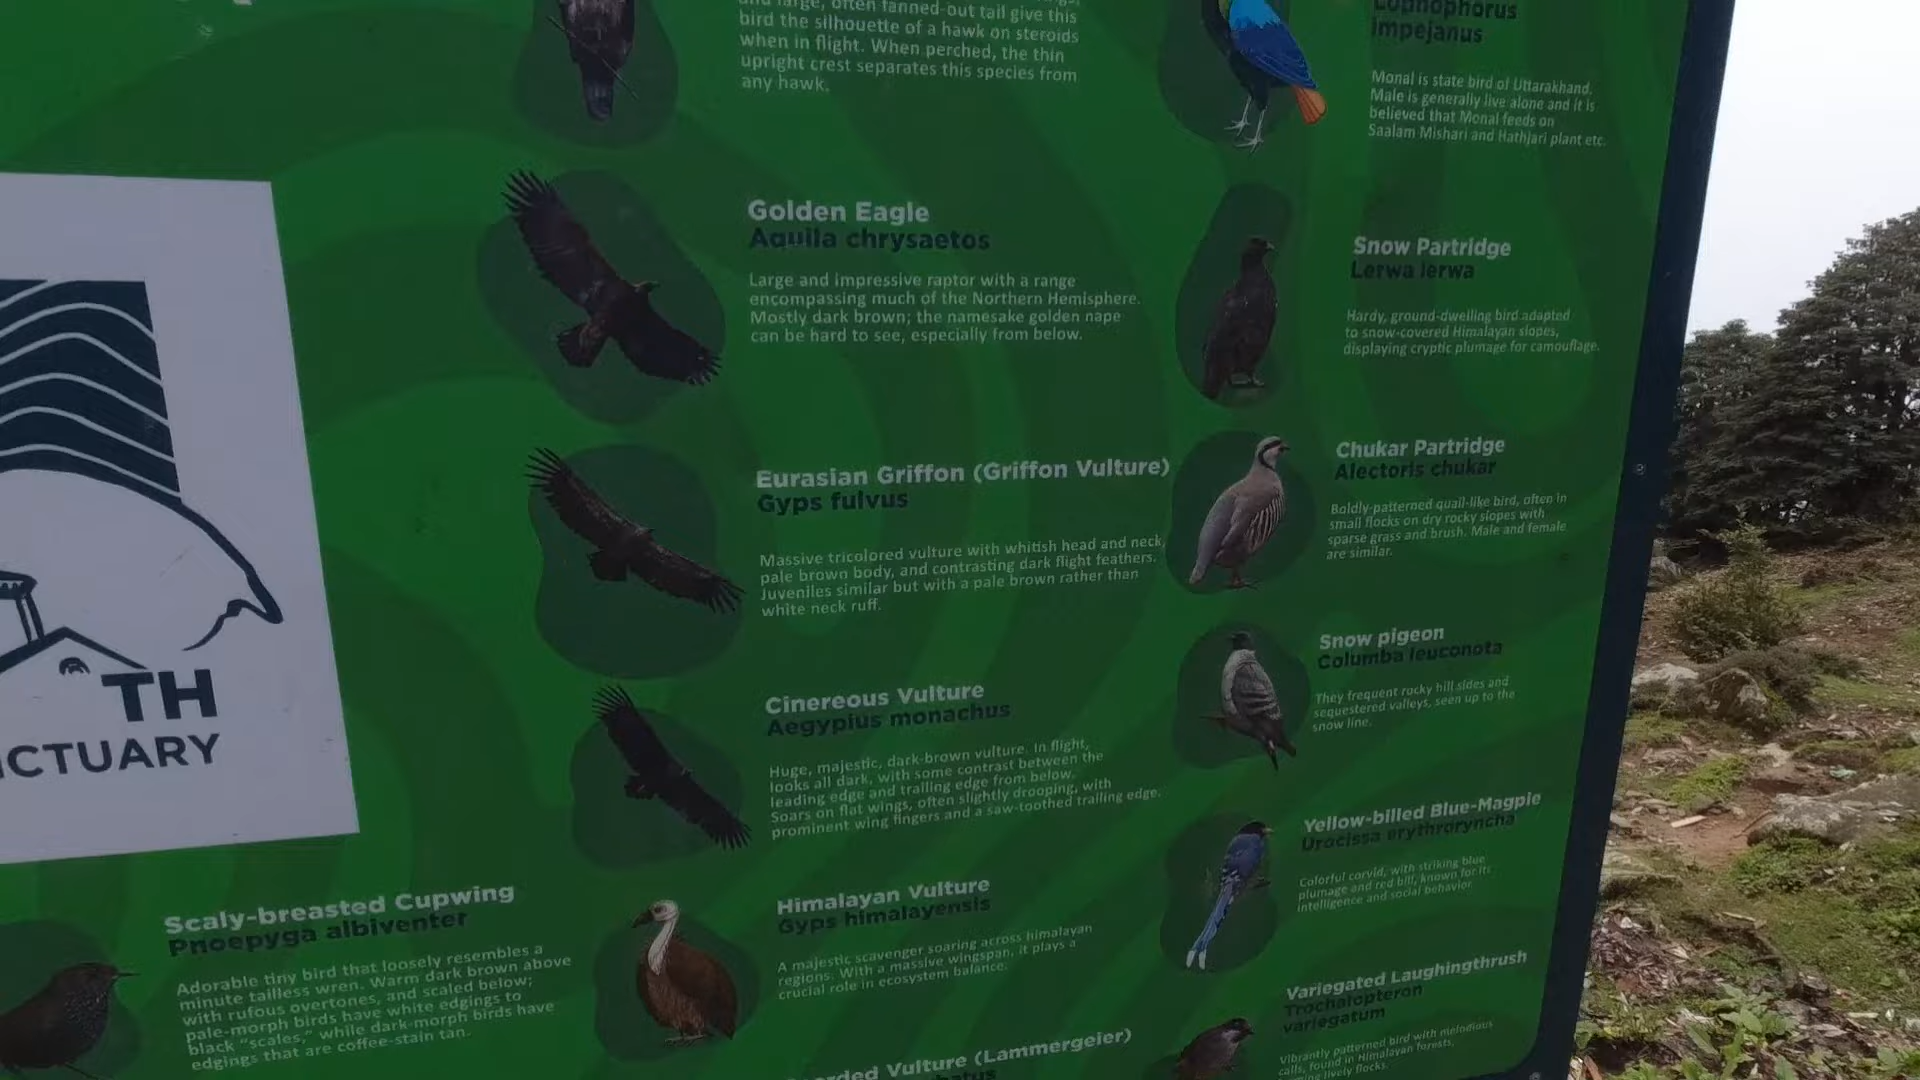 and large, often fanned-out tail give this
bird the silhouette of a hawk on steroids
when in flight. When perched, the thin
upright crest separates this species from
any hawk.
Golden Eagle
Aquila chrysaetos
Large and impressive raptor with a range
encompassing much of the Northern Hemisphere.
Mostly dark brown; the namesake golden nape
can be hard to see, especially from below.
Eurasian Griffon (Griffon Vulture)
Gyps fulvus
Massive tricolored vulture with whitish head and neck,
pale brown body, and contrasting dark flight feathers.
Juveniles similar but with a pale brown rather than
white neck ruff.
Cinereous Vulture
Aegypius monachus
Huge, majestic, dark-brown vulture. In flight,
looks all dark, with some contrast between the
leading edge and trailing edge from below.
Soars on flat wings, often slightly drooping, with
prominent wing fingers and a saw-toothed trailing edge.
Himalayan Vulture
Gyps himalayensis
A majestic scavenger soaring across himalayan
regions. With a massive wingspan, it plays a
crucial role in ecosystem balance.
Vulture (Lammergeier)
Lophophorus
impejanus
Monal is state bird of Uttarakhand.
Male is generally live alone and it is
believed that Monal feeds on
Saalam Mishari and Hathjari plant etc.
Snow Partridge
Lerwa lerwa
Hardy, ground-dwelling bird adapted
to snow-covered Himalayan slopes,
displaying cryptic plumage for camouflage.
Chukar Partridge
Alectoris chukar
Boldly-patterned quail-like bird, often in
small flocks on dry rocky slopes with
sparse grass and brush. Male and female
are similar.
Snow pigeon
Columba leuconota
They frequent rocky hill sides and
sequestered valleys, seen up to the
snow line.
Yellow-billed Blue-Magpie
Urocissa erythroryncha
Colorful corvid, with striking blue
plumage and red bill, known for its
intelligence and social behavior
Variegated Laughingthrush
Trochalopteron
variegatum
Vibrantly patterned bird with melodious
calls, found in Himalayan forests,
lively flocks.
TH
CTUARY
Scaly-breasted Cupwing
Pnoepyga albiventer
Adorable tiny bird that loosely resembles a
minute tailless wren. Warm dark brown above
with rufous overtones, and scaled below;
pale-morph birds have white edgings to
black "scales," while dark-morph birds have
edgings that are coffee-stain tan.